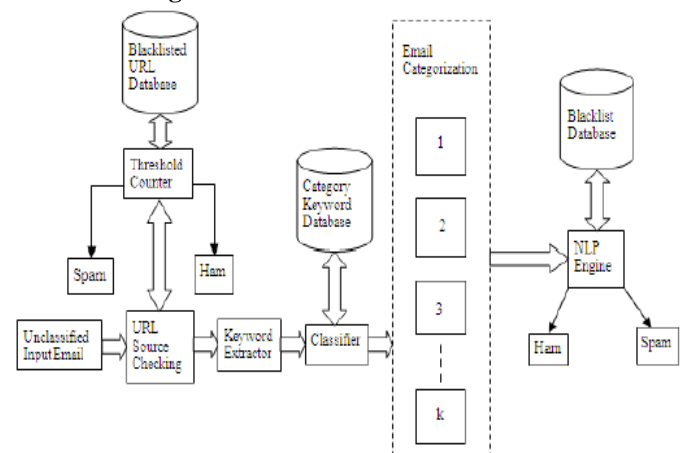 Blacklisted
URL
Database
Threshold
Counter
Spam
Ham
Unclassified
Input Email
URL
Source
Checking
Keyword
Extractor
Category
Keyword
Database
Classifier
Email
Categorization
1
2
3
k
Blacklist
Database
NLP
Engine
Ham
Spam